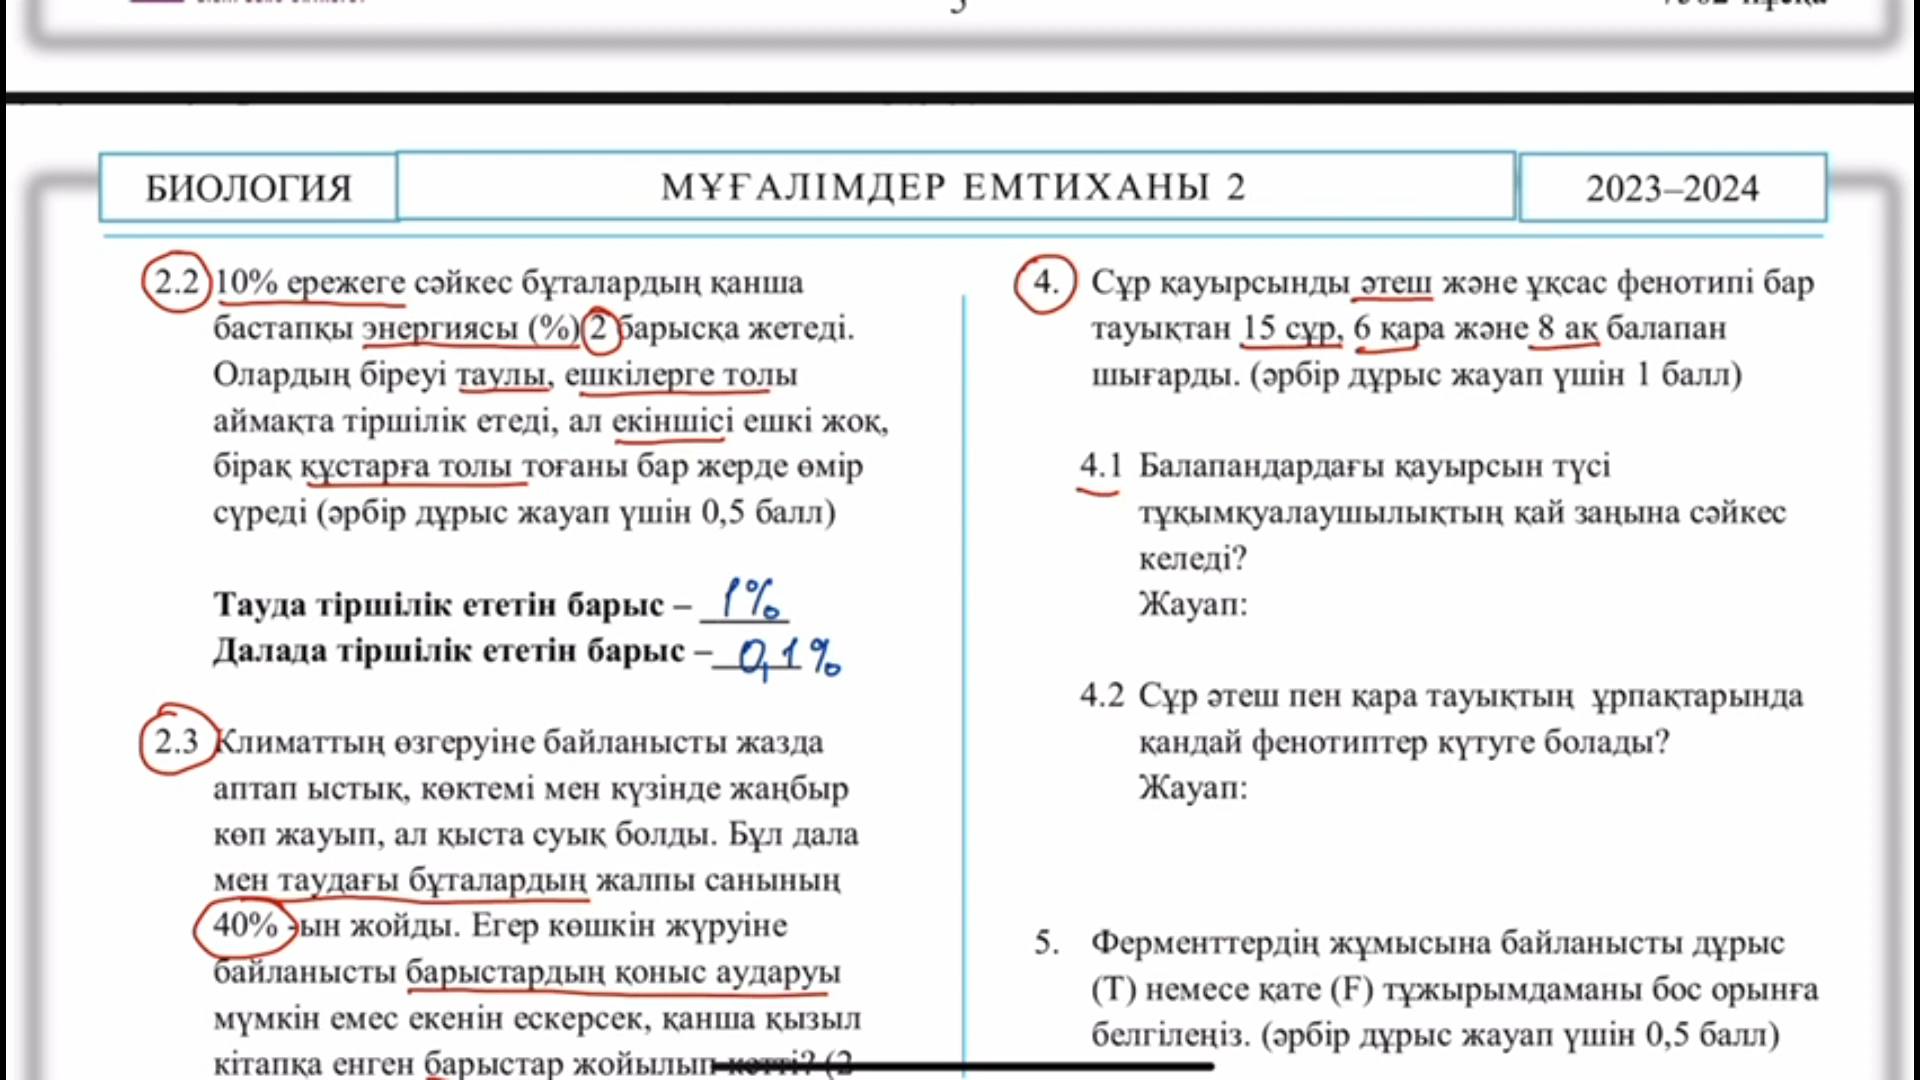 БИОЛОГИЯ
МҰҒАЛІМДЕР ЕМТИХАНЫ 2
2023–2024
2.2 10% ережеге сәйкес бұталардың қанша
бастапқы энергиясы (%) 2 барысқа жетеді.
Олардың біреуі таулы, ешкілерге толы
аймақта тіршілік етеді, ал екіншісі ешкі жоқ,
бірақ құстарға толы тоғаны бар жерде өмір
сүреді (әрбір дұрыс жауап үшін 0,5 балл)
Тауда тіршілік ететін барыс – 1%
Далада тіршілік ететін барыс – 0,1%
2.3 Климаттың өзгеруіне байланысты жазда
аптап ыстық, көктемі мен күзінде жаңбыр
көп жауып, ал қыста суық болды. Бұл дала
мен таудағы бұталардың жалпы санының
40% -ын жойды. Егер көшкін жүруіне
байланысты барыстардың қоныс аударуы
мүмкін емес екенін ескерсек, қанша қызыл
кітапқа енген барыстар жойылып кетті? (2
4. Сұр қауырсынды әтеш және ұқсас фенотипі бар
тауықтан 15 сұр, 6 қара және 8 ақ балапан
шығарды. (әрбір дұрыс жауап үшін 1 балл)
4.1 Балапандардағы қауырсын түсі
тұқымқуалаушылықтың қай заңына сәйкес
келеді?
Жауап:
4.2 Сұр әтеш пен қара тауықтың ұрпақтарында
қандай фенотиптер күтуге болады?
Жауап:
5. Ферменттердің жұмысына байланысты дұрыс
(T) немесе қате (F) тұжырымдаманы бос орынға
белгілеңіз. (әрбір дұрыс жауап үшін 0,5 балл)